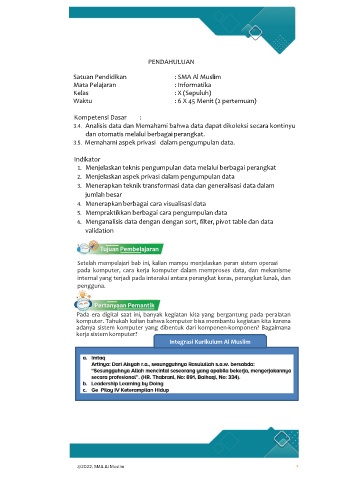 PENDAHULUAN
Satuan Pendidikan : SMA Al Muslim
Mata Pelajaran : Informatika
Kelas : X (Sepuluh)
Waktu : 6 X 45 Menit (2 pertemuan)
Kompetensi Dasar :
3.4. Analisis data dan Memahami bahwa data dapat dikoleksi secara kontinyu
dan otomatis melalui berbagai perangkat.
3.5. Memahami aspek privasi dalam pengumpulan data.
Indikator
1. Menjelaskan teknis pengumpulan data melalui berbagai perangkat
2. Menjelaskan aspek privasi dalam pengumpulan data
3. Menerapkan teknik transformasi data dan generalisasi data dalam
jumlah besar
4. Menerapkan berbagai cara visualisasi data
5. Mempraktikkan berbagai cara pengumpulan data
6. Menganalisis data dengan dengan sort, filter, pivot table dan data
validation
Tujuan Pembelajaran
Setelah mempelajari bab ini, kalian mampu menjelaskan peran sistem operasi
pada komputer, cara kerja komputer dalam memproses data, dan mekanisme
internal yang terjadi pada interaksi antara perangkat keras, perangkat lunak, dan
pengguna.
Pertanyaan Pemantik
Pada era digital saat ini, banyak kegiatan kita yang bergantung pada peralatan
komputer. Tahukah kalian bahwa komputer bisa membantu kegiatan kita karena
adanya sistem komputer yang dibentuk dari komponen-komponen? Bagaimana
kerja sistem komputer?
Integrasi Kurikulum Al Muslim
a. Imtaq
Artinya: Dari Aisyah r.a., sesungguhnya Rasulullah s.a.w. bersabda:
"Sesungguhnya Allah mencintai seseorang yang apabila bekerja, mengerjakannya
secara profesional". (HR. Thabrani, No: 891, Baihaqi, No: 334).
b. Leadership Learning by Doing
c. Ge Pilay IV Keterampilan Hidup
@2022, SMA Al Muslim